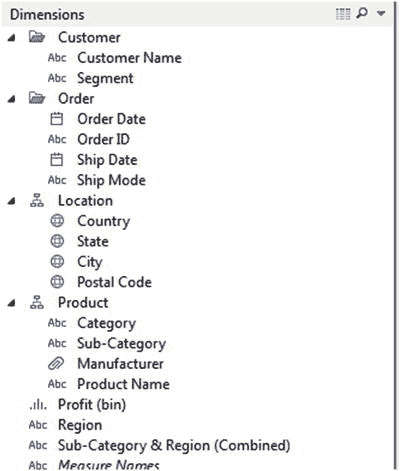 Dimensions
Customer
Abc Customer Name
Abc Segment
Order
Order Date
Abc Order ID
Ship Date
Abc Ship Mode
Location
Country
State
City
Postal Code
Product
Abc Category
Abc Sub-Category
Manufacturer
Abc Product Name
Profit (bin)
Abc Region
Abc Sub-Category & Region (Combined)
Abc Measure Names